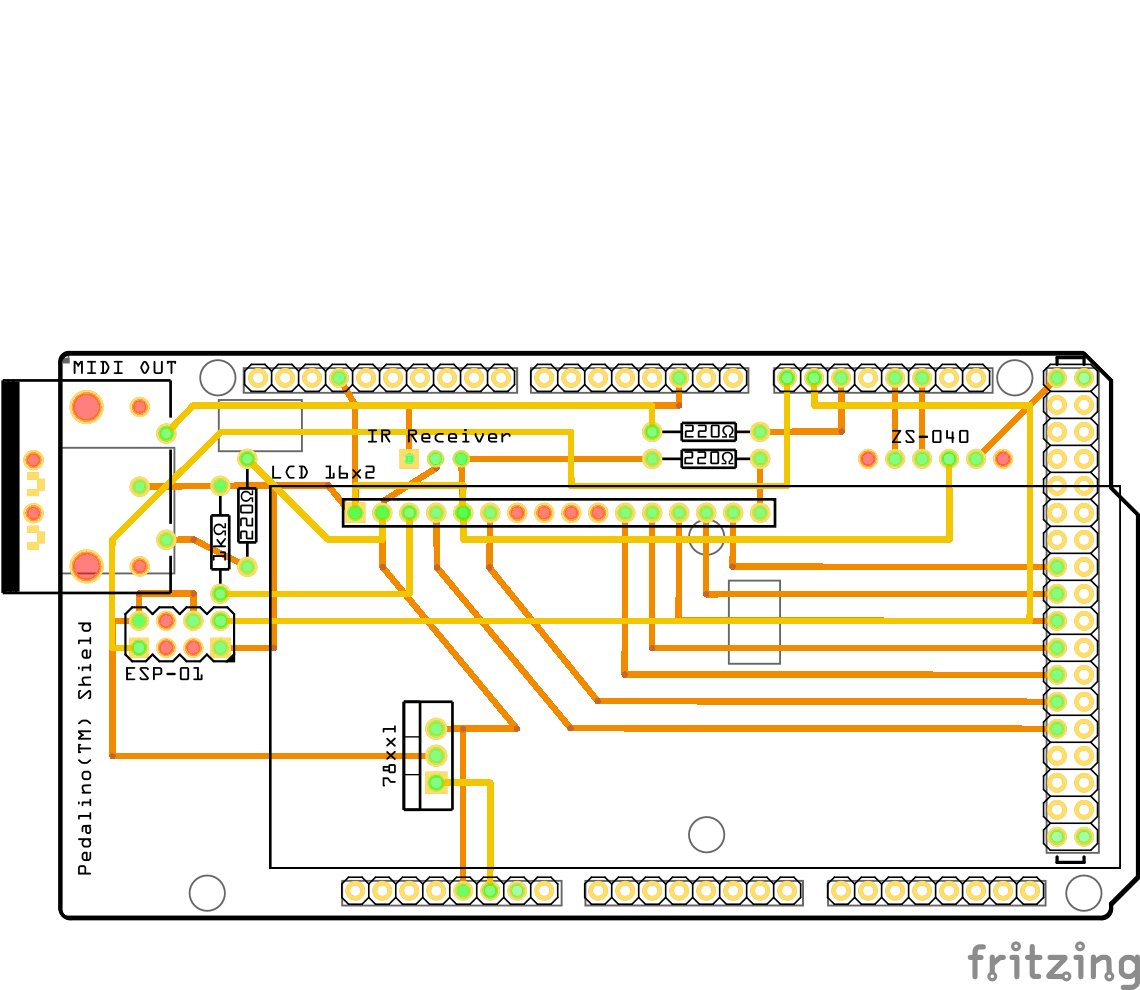 MIDI OUT
IR Receiver
220Ω
220Ω
ZS-040
LCD 16x2
220Ω
1kΩ
ESP-01
Pedalino(TM) Shield
78xx1
fritzing